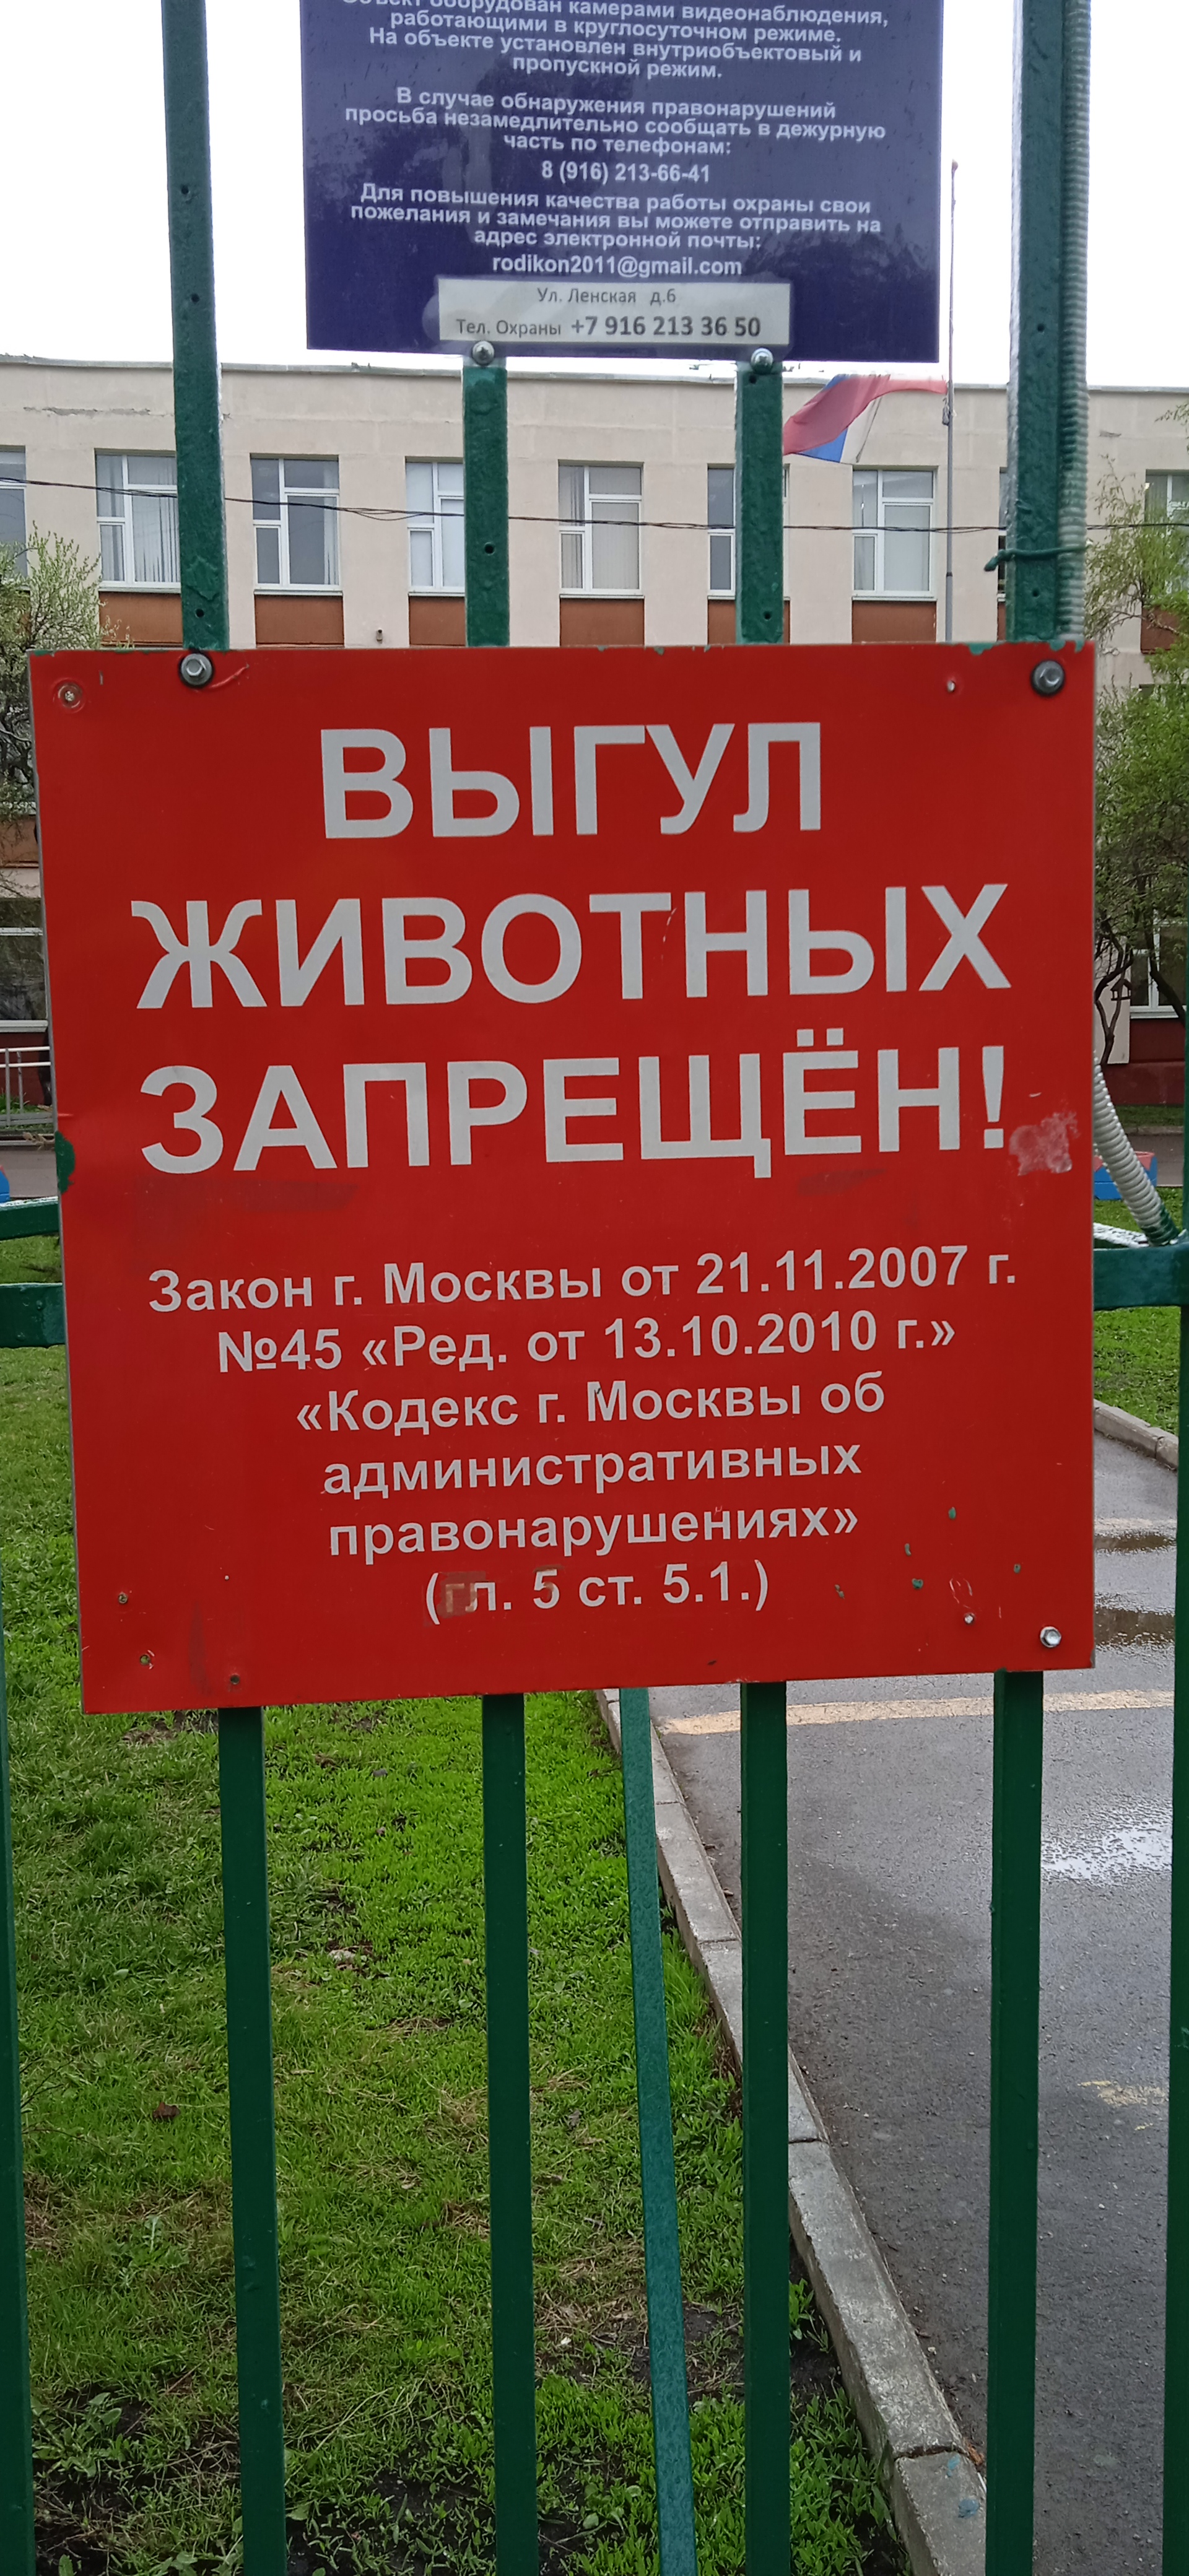 Объект оборудован камерами видеонаблюдения,
работающими в круглосуточном режиме.
На объекте установлен внутриобъектовый и
пропускной режим.
В случае обнаружения правонарушений
просьба незамедлительно сообщать в дежурную
часть по телефонам:
8 (916) 213-66-41
Для повышения качества работы охраны свои
пожелания и замечания вы можете отправить на
адрес электронной почты:
rodikon2011@gmail.com
Ул. Ленская д.6
Тел. Охраны +7 916 213 36 50
ВЫГУЛ
ЖИВОТНЫХ
ЗАПРЕЩЁН!
Закон г. Москвы от 21.11.2007 г.
№45 «Ред. от 13.10.2010 г.»
«Кодекс г. Москвы об
административных
правонарушениях»
(гл. 5 ст. 5.1.)